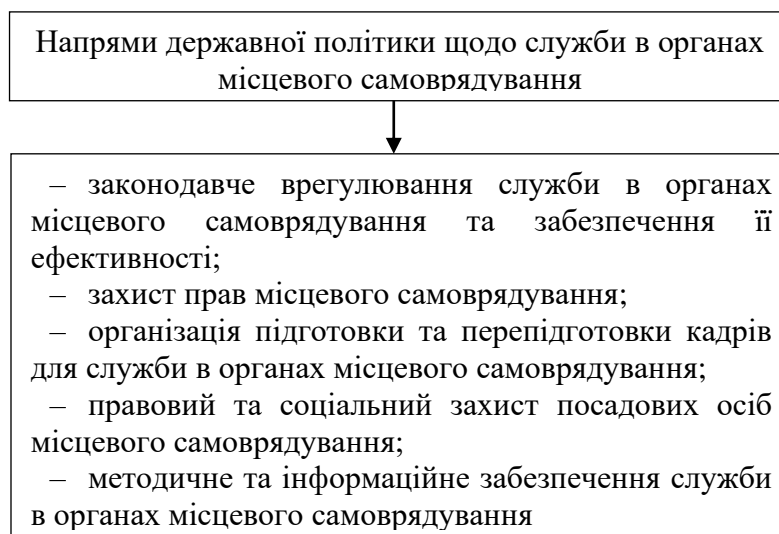 Напрями державної політики щодо служби в органах
місцевого самоврядування
– законодавче врегулювання служби в органах
місцевого самоврядування та забезпечення її
ефективності;
– захист прав місцевого самоврядування;
– організація підготовки та перепідготовки кадрів
для служби в органах місцевого самоврядування;
– правовий та соціальний захист посадових осіб
місцевого самоврядування;
– методичне та інформаційне забезпечення служби
в органах місцевого самоврядування